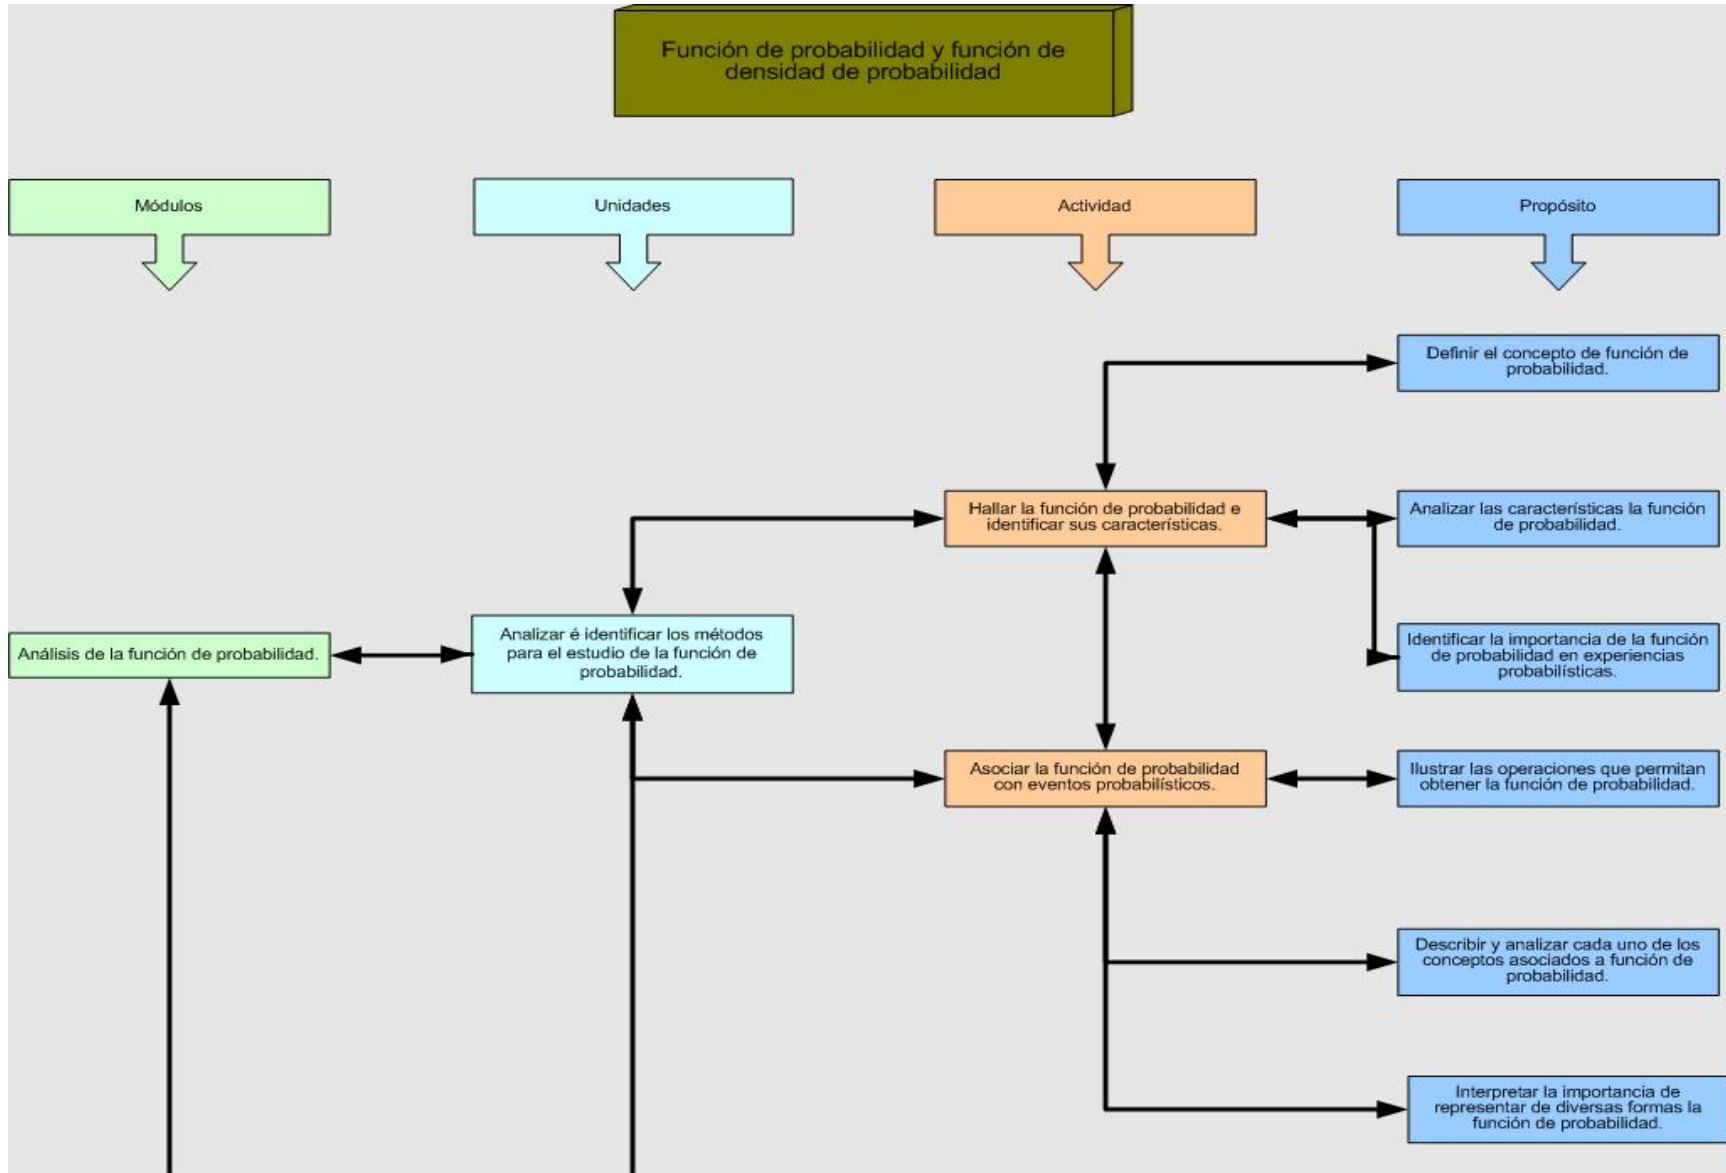 Función de probabilidad y función de
densidad de probabilidad
Módulos
Unidades
Actividad
Propósito
Definir el concepto de función de
probabilidad.
Hallar la función de probabilidad e
identificar sus características.
Analizar las características la función
de probabilidad.
Análisis de la función de probabilidad.
Analizar é identificar los métodos
para el estudio de la función de
probabilidad.
Identificar la importancia de la función
de probabilidad en experiencias
probabilísticas.
Asociar la función de probabilidad
con eventos probabilísticos.
Ilustrar las operaciones que permitan
obtener la función de probabilidad.
Describir y analizar cada uno de los
conceptos asociados a función de
probabilidad.
Interpretar la importancia de
representar de diversas formas la
función de probabilidad.